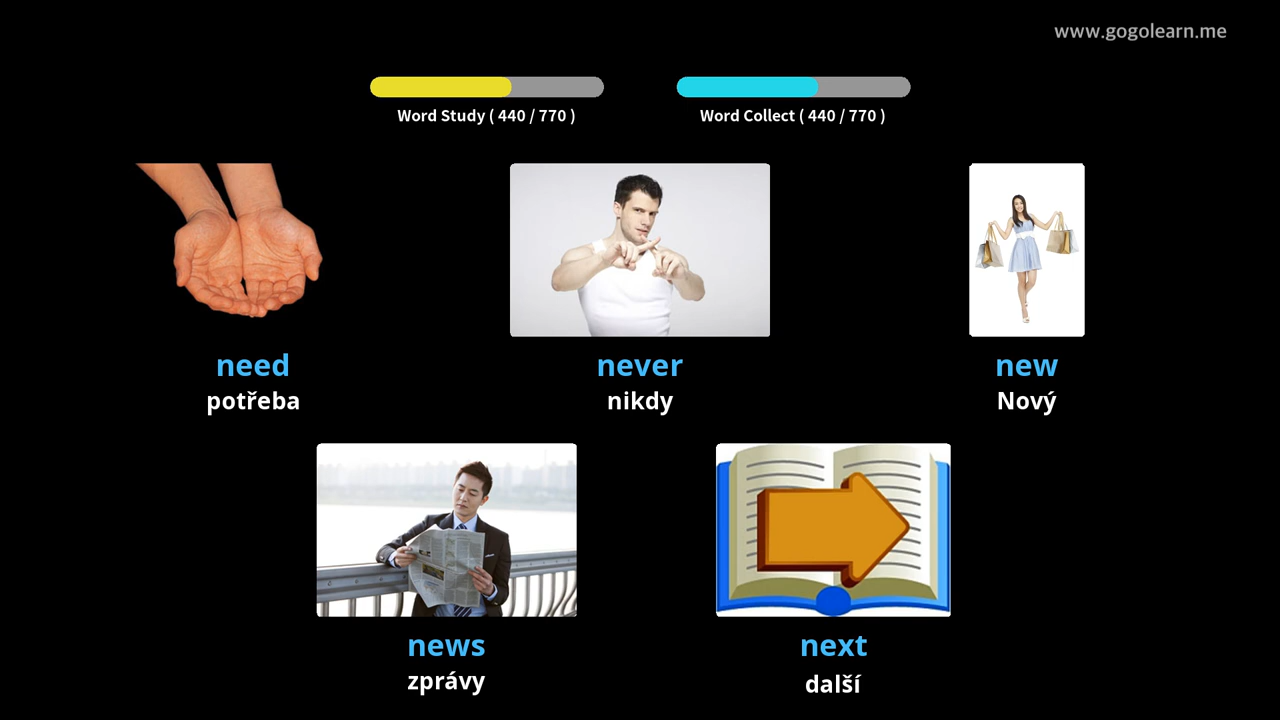 www.gogolearn.me
Word Study ( 440 / 770 )
Word Collect ( 440 / 770 )
need
potřeba
never
nikdy
new
Nový
news
zprávy
next
další